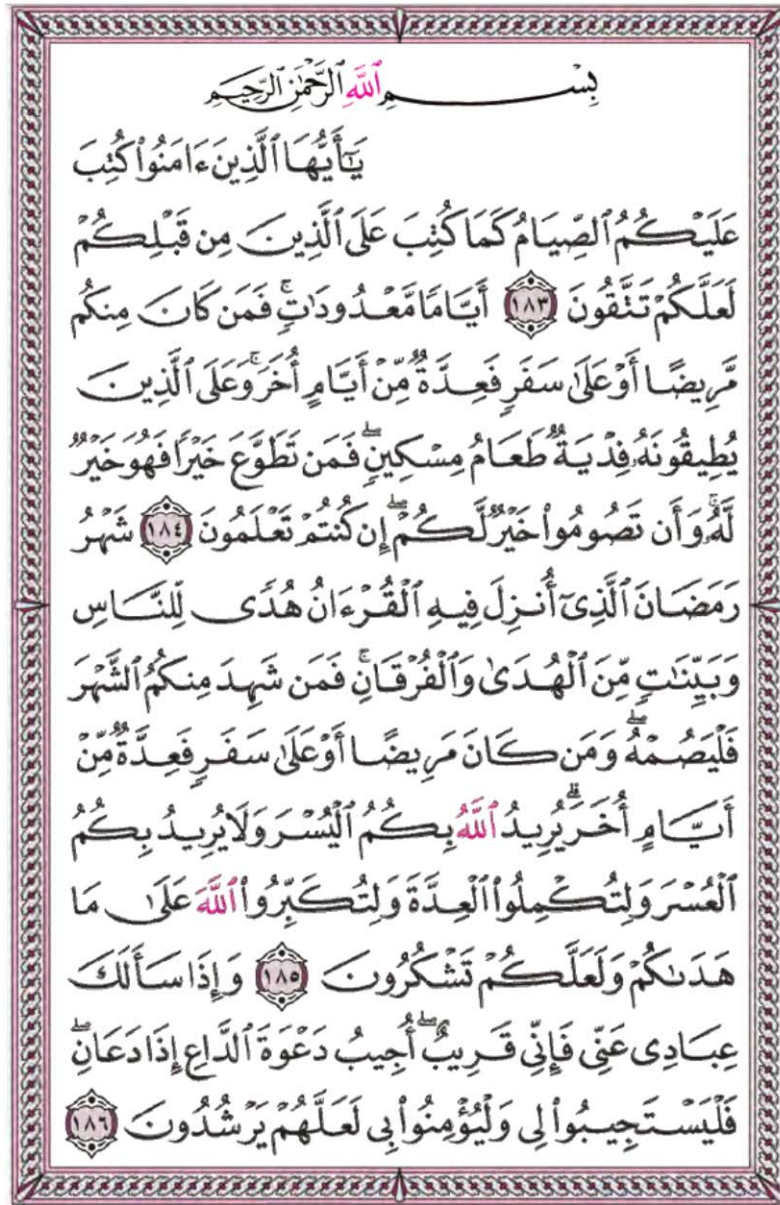 بِسْمِ ٱللَّهِ ٱلرَّحْمَٰنِ ٱلرَّحِيمِ
يَٰٓأَيُّهَا ٱلَّذِينَ ءَامَنُوا۟ كُتِبَ
عَلَيْكُمُ ٱلصِّيَامُ كَمَا كُتِبَ عَلَى ٱلَّذِينَ مِن قَبْلِكُمْ
لَعَلَّكُمْ تَتَّقُونَ ١٨٣ أَيَّامًا مَّعْدُودَٰتٍ ۚ فَمَن كَانَ مِنكُم
مَّرِيضًا أَوْ عَلَىٰ سَفَرٍ فَعِدَّةٌ مِّنْ أَيَّامٍ أُخَرَ ۚ وَعَلَى ٱلَّذِينَ
يُطِيقُونَهُۥ فِدْيَةٌ طَعَامُ مِسْكِينٍ ۖ فَمَن تَطَوَّعَ خَيْرًا فَهُوَ خَيْرٌ
لَّهُۥ ۚ وَأَن تَصُومُوا۟ خَيْرٌ لَّكُمْ ۖ إِن كُنتُمْ تَعْلَمُونَ ١٨٤ شَهْرُ
رَمَضَانَ ٱلَّذِىٓ أُنزِلَ فِيهِ ٱلْقُرْءَانُ هُدًى لِّلنَّاسِ
وَبَيِّنَٰتٍ مِّنَ ٱلْهُدَىٰ وَٱلْفُرْقَانِ ۚ فَمَن شَهِدَ مِنكُمُ ٱلشَّهْرَ
فَلْيَصُمْهُ ۖ وَمَن كَانَ مَرِيضًا أَوْ عَلَىٰ سَفَرٍ فَعِدَّةٌ مِّنْ
أَيَّامٍ أُخَرَ ۗ يُرِيدُ ٱللَّهُ بِكُمُ ٱلْيُسْرَ وَلَا يُرِيدُ بِكُمُ
ٱلْعُسْرَ وَلِتُكْمِلُوا۟ ٱلْعِدَّةَ وَلِتُكَبِّرُوا۟ ٱللَّهَ عَلَىٰ مَا
هَدَىٰكُمْ وَلَعَلَّكُمْ تَشْكُرُونَ ١٨٥ وَإِذَا سَأَلَكَ
عِبَادِى عَنِّى فَإِنِّى قَرِيبٌ ۖ أُجِيبُ دَعْوَةَ ٱلدَّاعِ إِذَا دَعَانِ ۖ
فَلْيَسْتَجِيبُوا۟ لِى وَلْيُؤْمِنُوا۟ بِى لَعَلَّهُمْ يَرْشُدُونَ ١٨٦